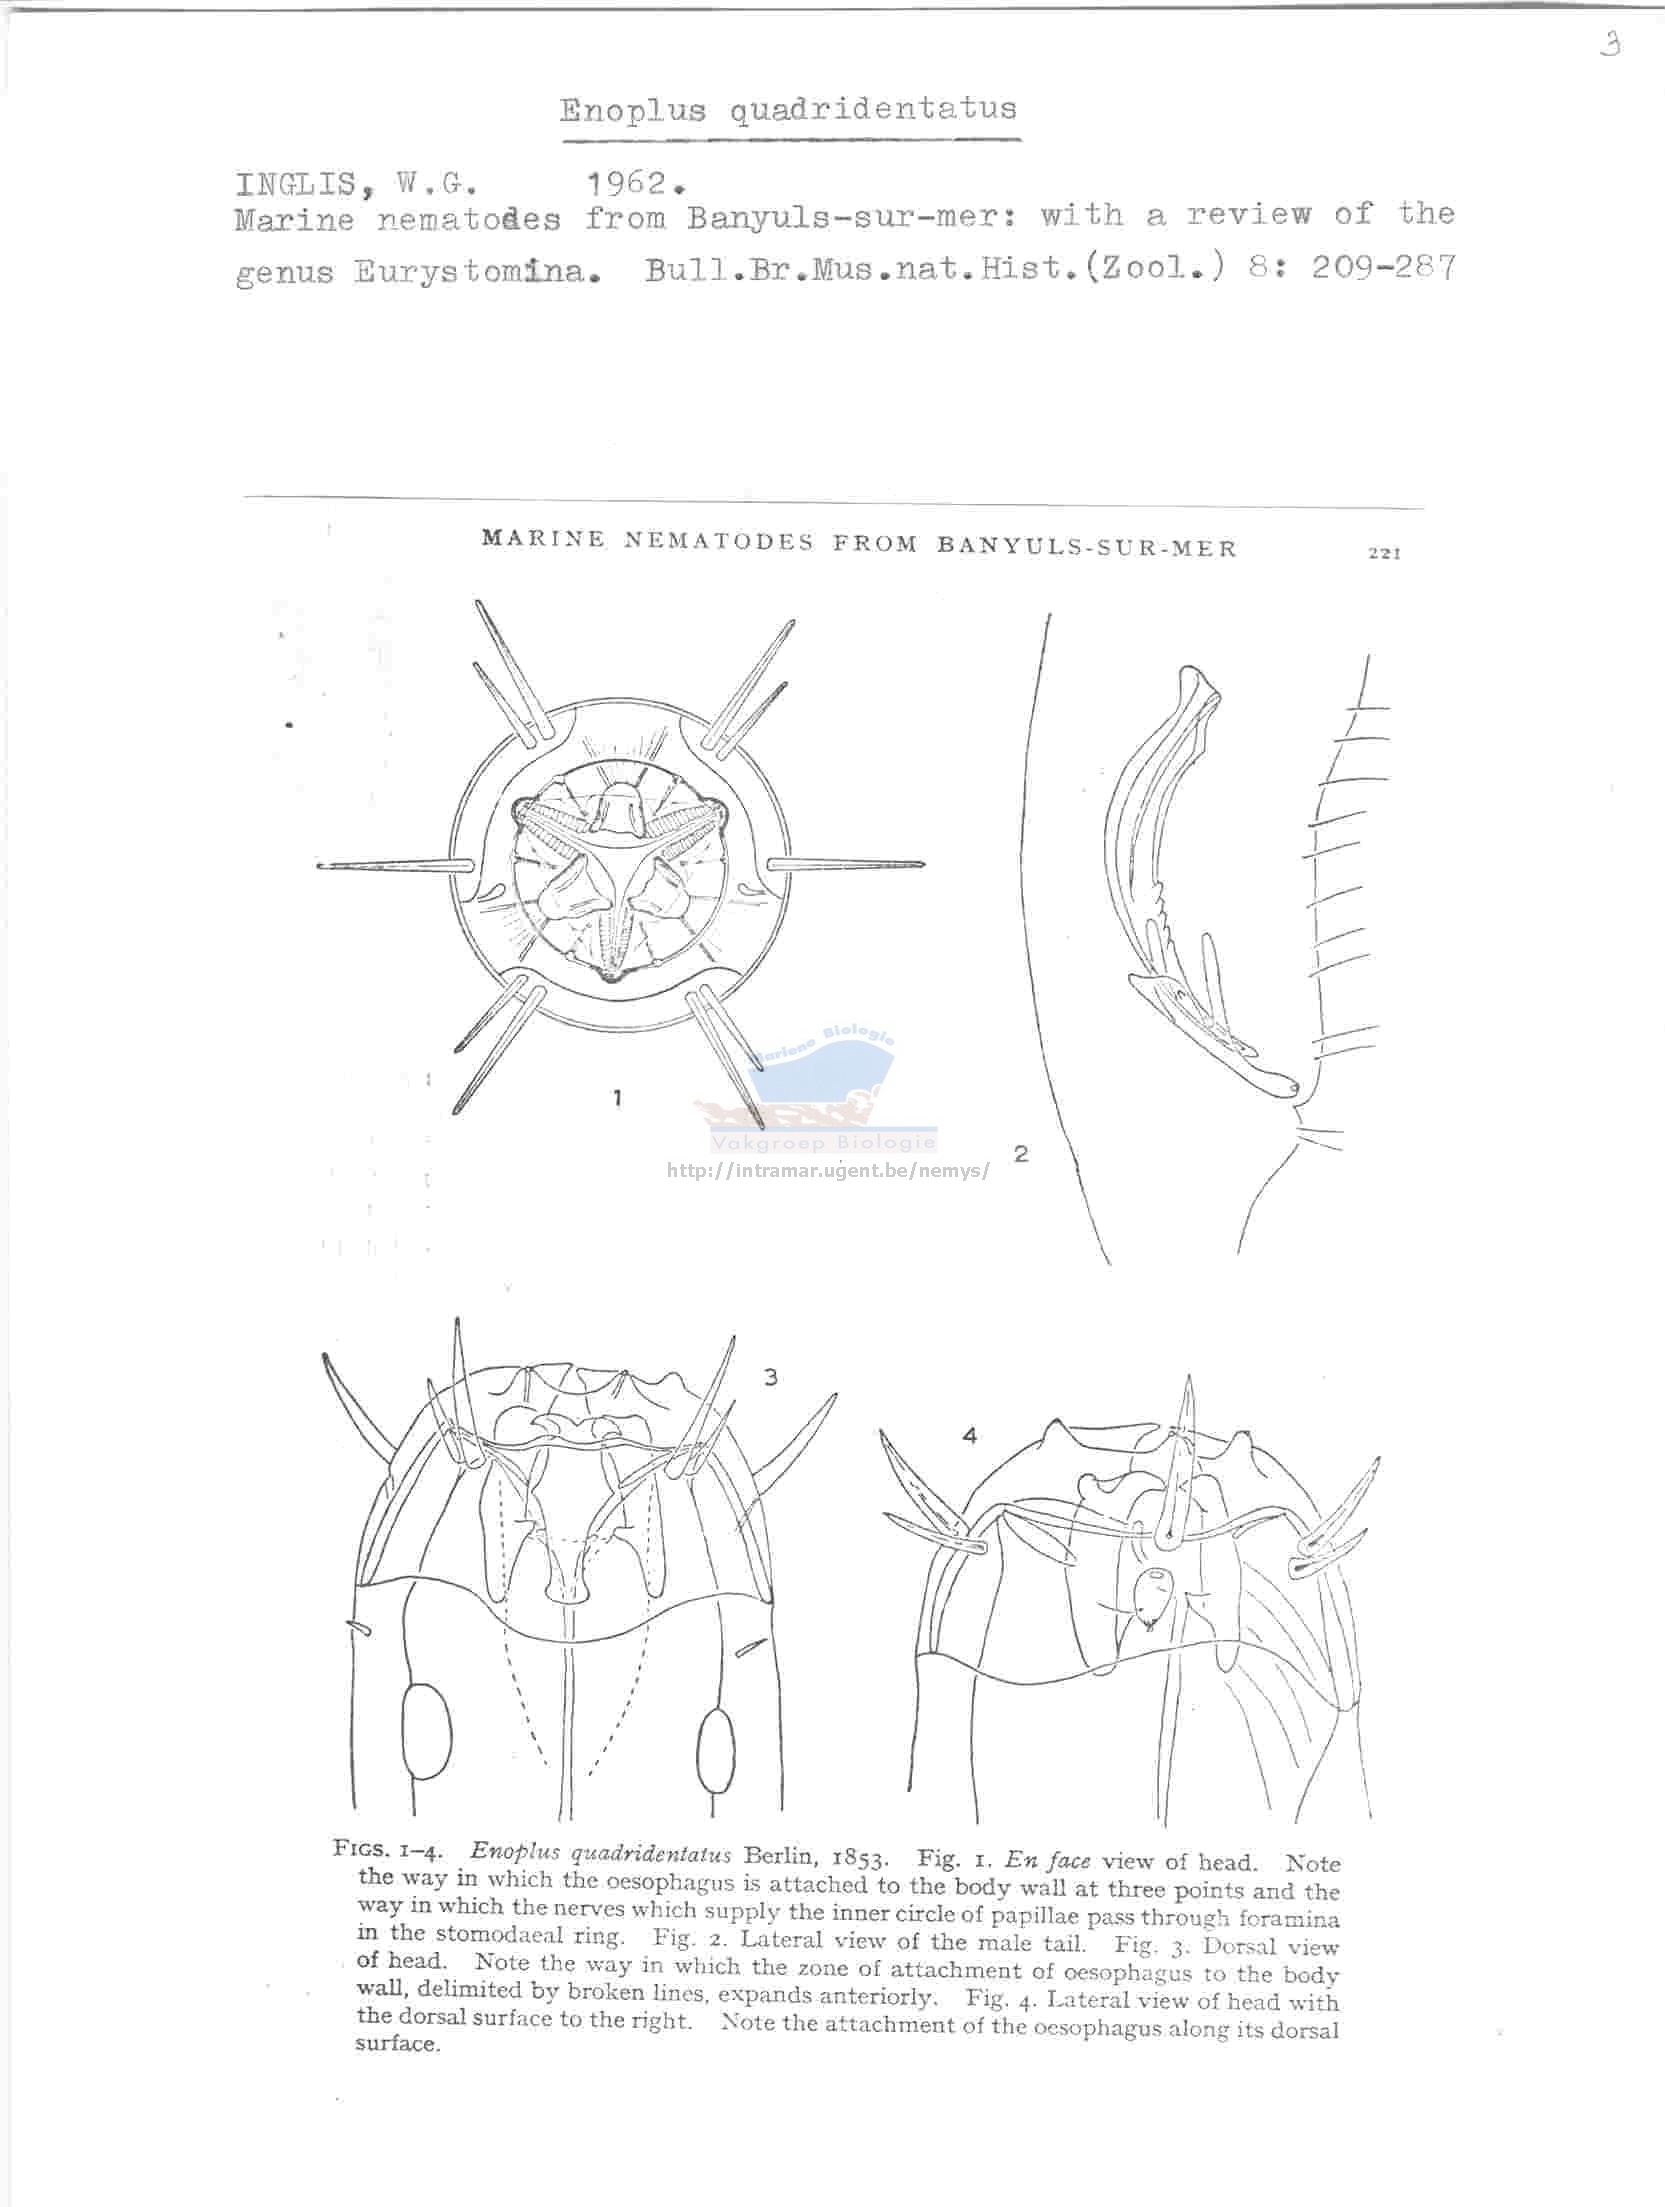 3
Enoplus quadridentatus
INGLIS, W.G. 1962.
Marine nematodes from Banyuls-sur-mer: with a review of the
genus Eurystomina. Bull.Br.Mus.nat.Hist.(Zool.) 8: 209-287
MARINE NEMATODES FROM BANYULS-SUR-MER 221
1
2
Mariene Biologie
Vakgroep Biologie
http://intramar.ugent.be/nemys/
3
4
FIGS. 1–4. Enoplus quadridentatus Berlin, 1853. Fig. 1. En face view of head. Note
the way in which the oesophagus is attached to the body wall at three points and the
way in which the nerves which supply the inner circle of papillae pass through foramina
in the stomodaeal ring. Fig. 2. Lateral view of the male tail. Fig. 3. Dorsal view
of head. Note the way in which the zone of attachment of oesophagus to the body
wall, delimited by broken lines, expands anteriorly. Fig. 4. Lateral view of head with
the dorsal surface to the right. Note the attachment of the oesophagus along its dorsal
surface.